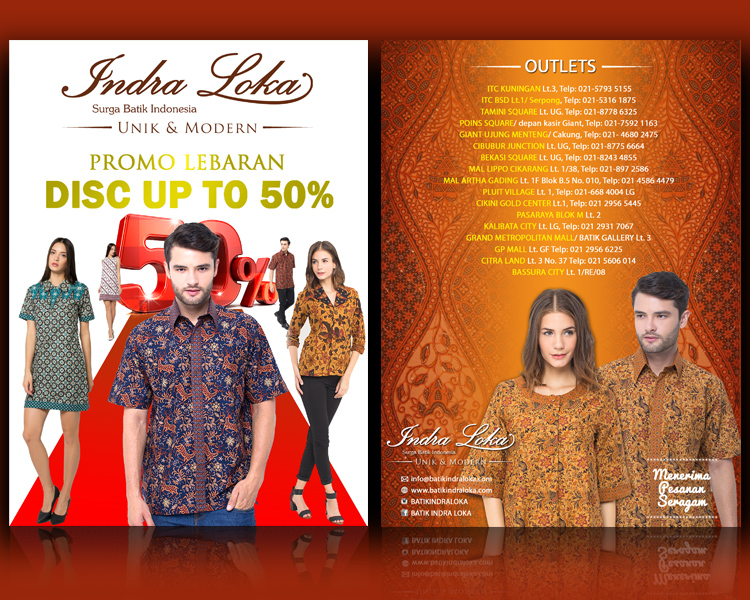 Indra Loka
Surga Batik Indonesia
UNIK & MODERN
PROMO LEBARAN
DISC UP TO 50%
50%
OUTLETS
ITC KUNINGAN Lt.3, Telp: 021-5793 5155
ITC BSD Lt.1/ Serpong, Telp: 021-5316 1875
TAMINI SQUARE Lt. UG, Telp: 021-8778 6325
POINS SQUARE/ depan kasir Giant, Telp: 021-7592 1163
GIANT UJUNG MENTENG/ Cakung, Telp: 021- 4680 2475
CIBUBUR JUNCTION Lt. UG, Telp: 021-8775 6664
BEKASI SQUARE Lt. UG, Telp: 021-8243 4855
MAL LIPPO CIKARANG Lt. 1/38, Telp: 021-897 2586
MAL ARTHA GADING Lt. 1F Blok B.5 No. 010, Telp: 021 4586 4479
PLUIT VILLAGE Lt. 1, Telp: 021-668 4004 LG
CIKINI GOLD CENTER Lt.1, Telp: 021 2956 5445
PASARAYA BLOK M Lt. 2
KALIBATA CITY Lt. LG, Telp: 021 2931 7067
GRAND METROPOLITAN MALL/ BATIK GALLERY Lt. 3
GP MALL Lt. GF Telp: 021 2956 6225
CITRA LAND Lt. 3 No. 37 Telp: 021 5606 014
BASSURA CITY Lt. 1/RE/08
Indra Loka
Surga Batik Indonesia
UNIK & MODERN
info@batikindraloka.com
www.batikindraloka.com
BATIKINDRALOKA
BATIK INDRA LOKA
Menerima
Pesanan
Seragam